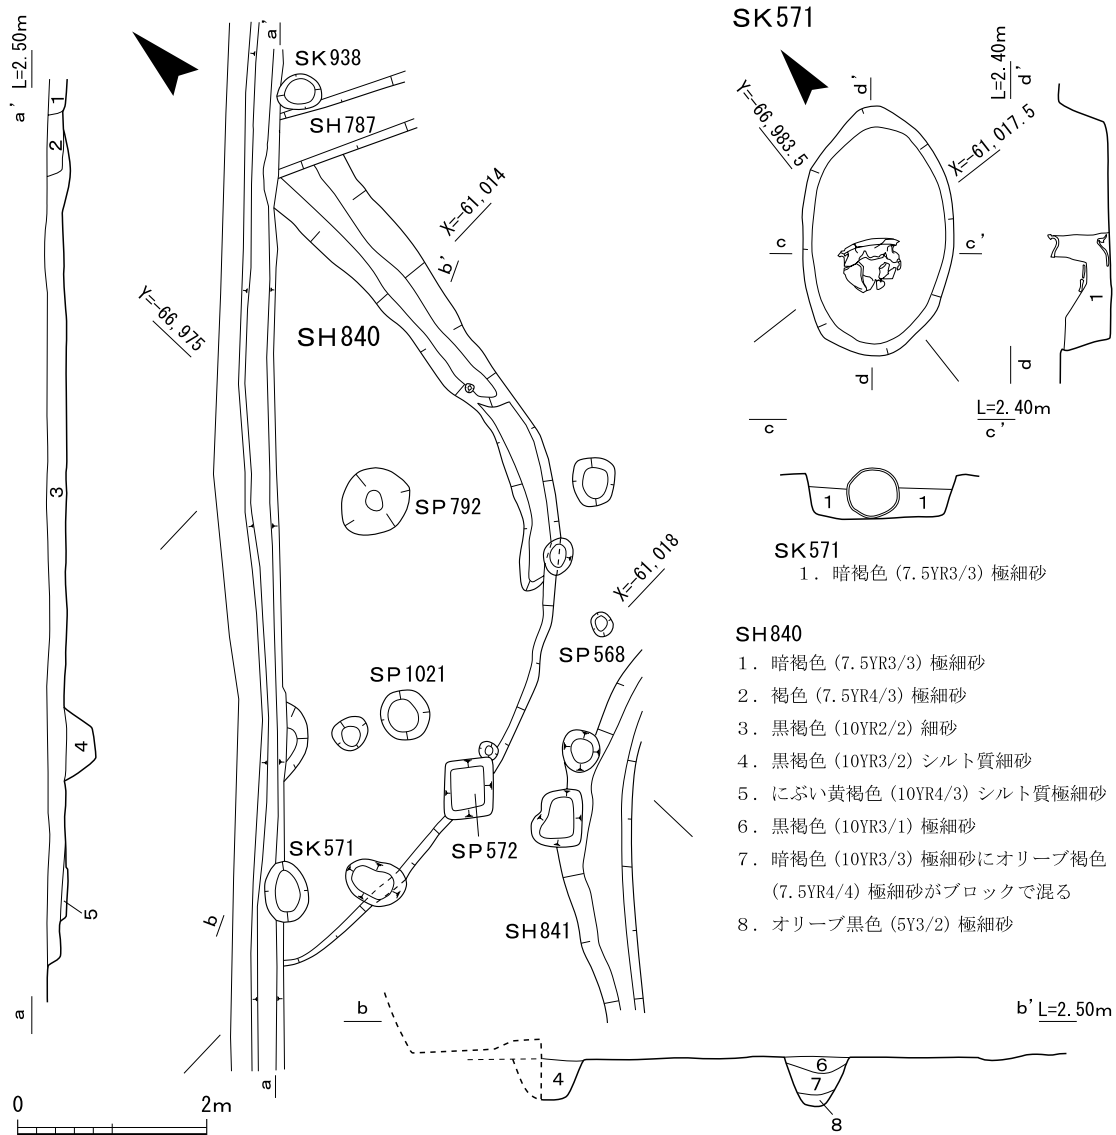 a' L=2.50m
1
2
3
4
5
a
a
SK938
SH787
X=-61,014
b'
Y=-66,975
SH840
SP792
X=-61,018
SP568
SP1021
SK571
SP572
b
SH841
a
0 2m
SK571
Y=-66,983.5
d'
X=-61,017.5
c c'
d
L=2.40m
d'
1
d
c
L=2.40m
c'
1 1
SK571
1. 暗褐色 (7.5YR3/3) 極細砂
SH840
1. 暗褐色 (7.5YR3/3) 極細砂
2. 褐色 (7.5YR4/3) 極細砂
3. 黒褐色 (10YR2/2) 細砂
4. 黒褐色 (10YR3/2) シルト質細砂
5. にぶい黄褐色 (10YR4/3) シルト質極細砂
6. 黒褐色 (10YR3/1) 極細砂
7. 暗褐色 (10YR3/3) 極細砂にオリーブ褐色
(7.5YR4/4) 極細砂がブロックで混る
8. オリーブ黒色 (5Y3/2) 極細砂
b
b' L=2.50m
4
6
7
8